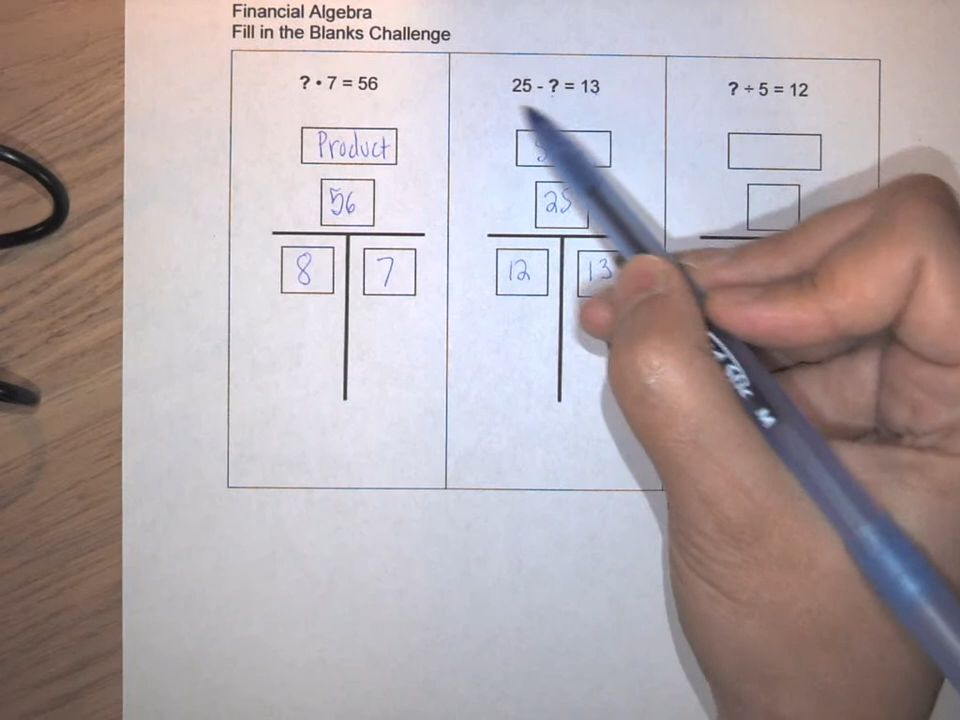 Financial Algebra
Fill in the Blanks Challenge
? • 7 = 56
Product
56
8 7
25 - ? = 13
25
12 13
? ÷ 5 = 12